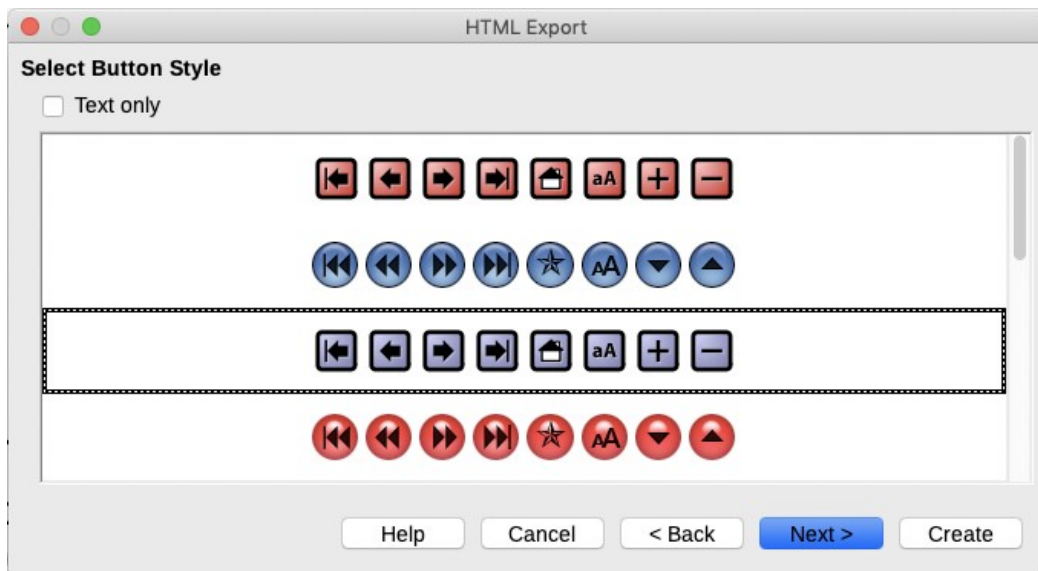 HTML Export
Select Button Style
Text only
aA
AA
aA
AA
Help Cancel < Back Next > Create